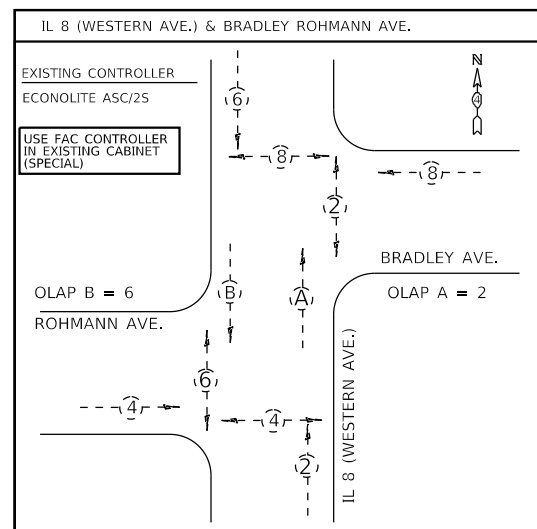 IL 8 (WESTERN AVE.) & BRADLEY ROHMANN AVE.
EXISTING CONTROLLER
ECONOLITE ASC/2S
USE FAC CONTROLLER
IN EXISTING CABINET
(SPECIAL)
N
4
6
8
8
2
BRADLEY AVE.
OLAP B = 6
B
A
OLAP A = 2
ROHMANN AVE.
6
4
4
2
IL 8 (WESTERN AVE.)